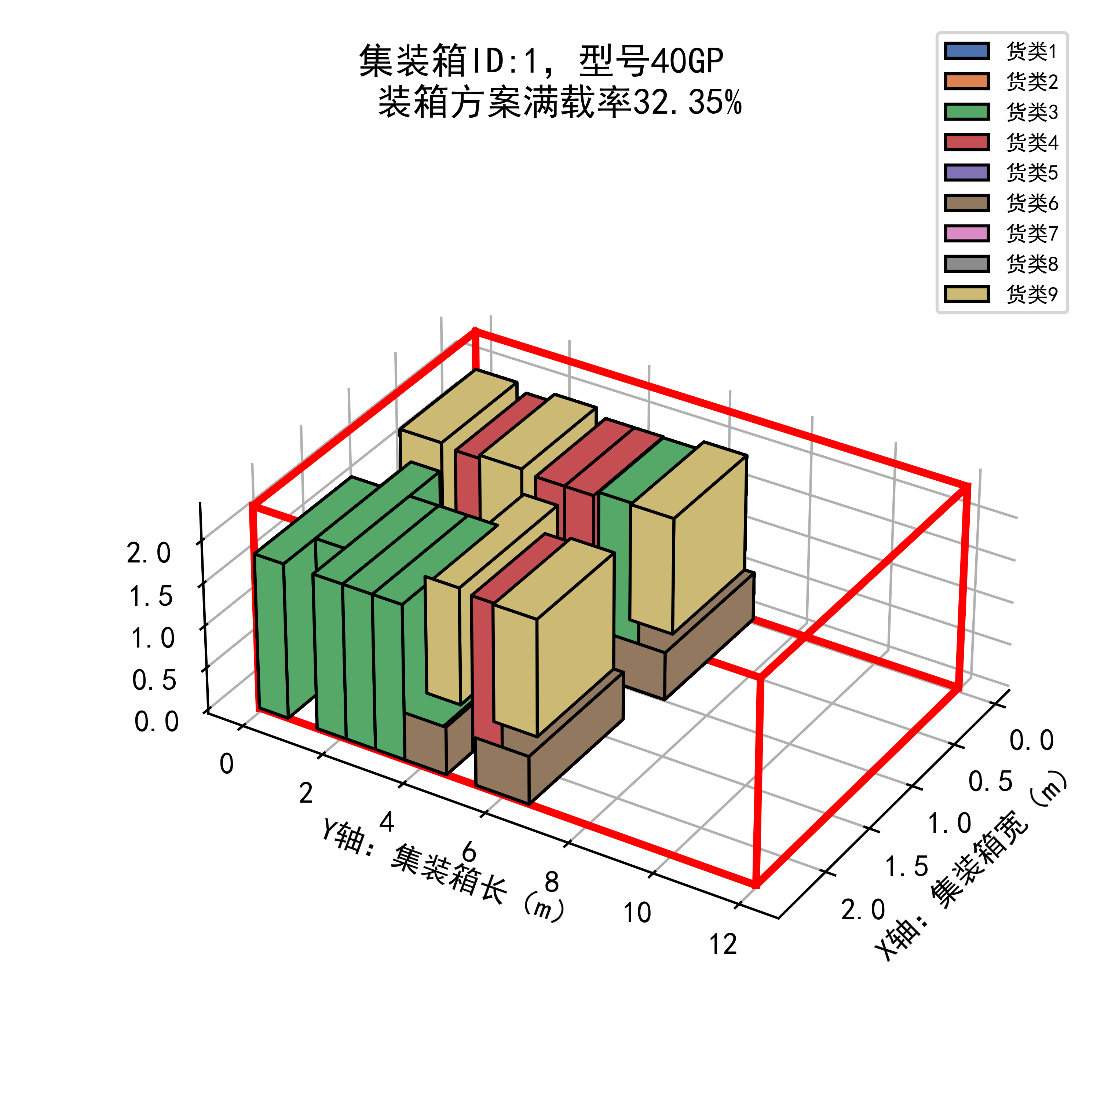 集装箱ID:1，型号40GP
装箱方案满载率32.35%
货类1
货类2
货类3
货类4
货类5
货类6
货类7
货类8
货类9
2.0
1.5
1.0
0.5
0.0
0
2
4
6
8
10
12
Y轴：集装箱长（m）
0.0
0.5
1.0
1.5
2.0
X轴：集装箱宽（m）